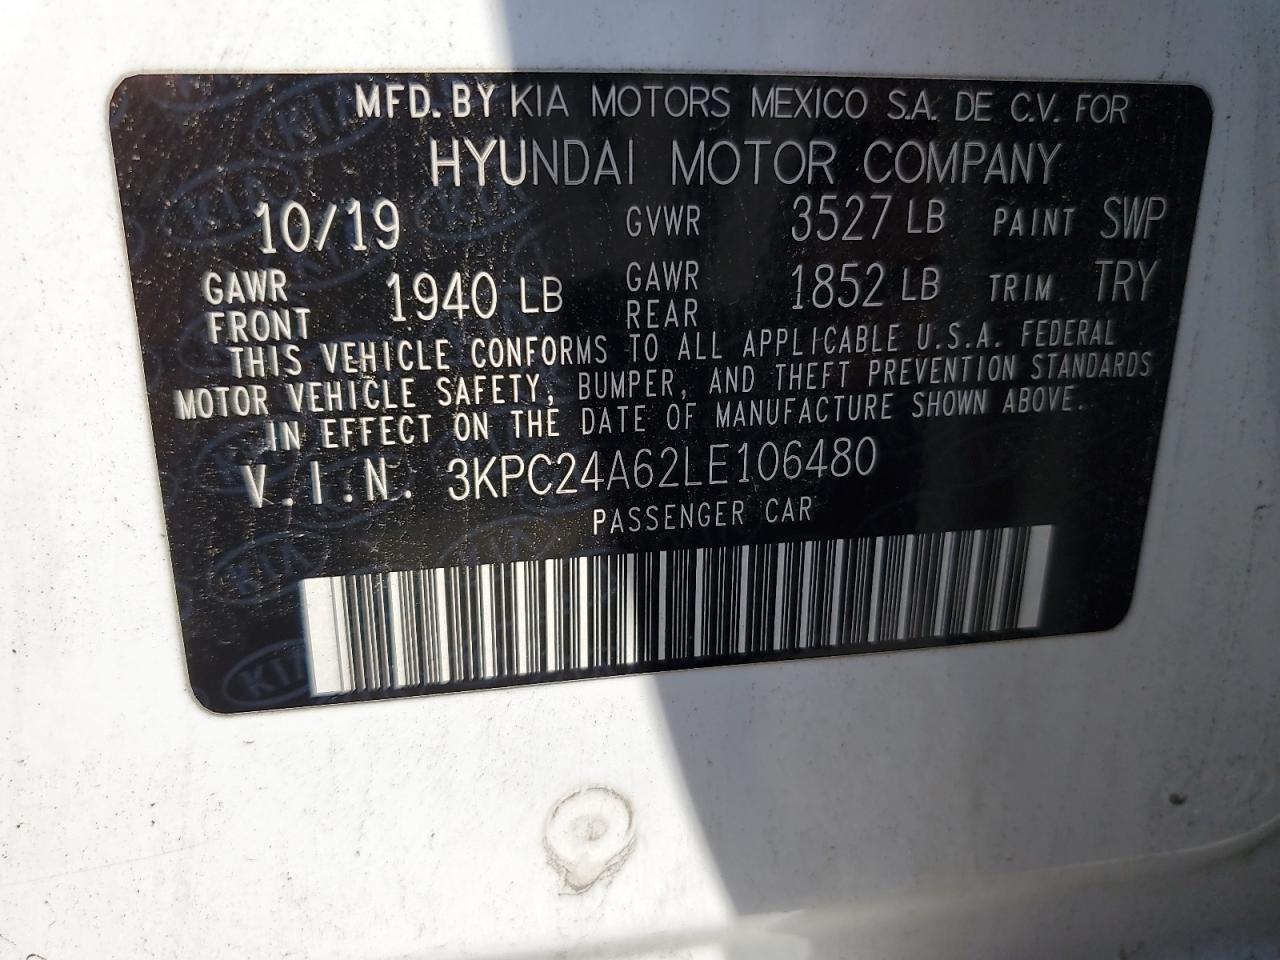 MFD. BY KIA MOTORS MEXICO S.A. DE C.V. FOR
HYUNDAI MOTOR COMPANY
10/19 GVWR 3527 LB PAINT SWP
GAWR FRONT 1940 LB GAWR REAR 1852 LB TRIM TRY
THIS VEHICLE CONFORMS TO ALL APPLICABLE U.S.A. FEDERAL
MOTOR VEHICLE SAFETY, BUMPER, AND THEFT PREVENTION STANDARDS
IN EFFECT ON THE DATE OF MANUFACTURE SHOWN ABOVE.
V.I.N. 3KPC24A62LE106480
PASSENGER CAR
KIA